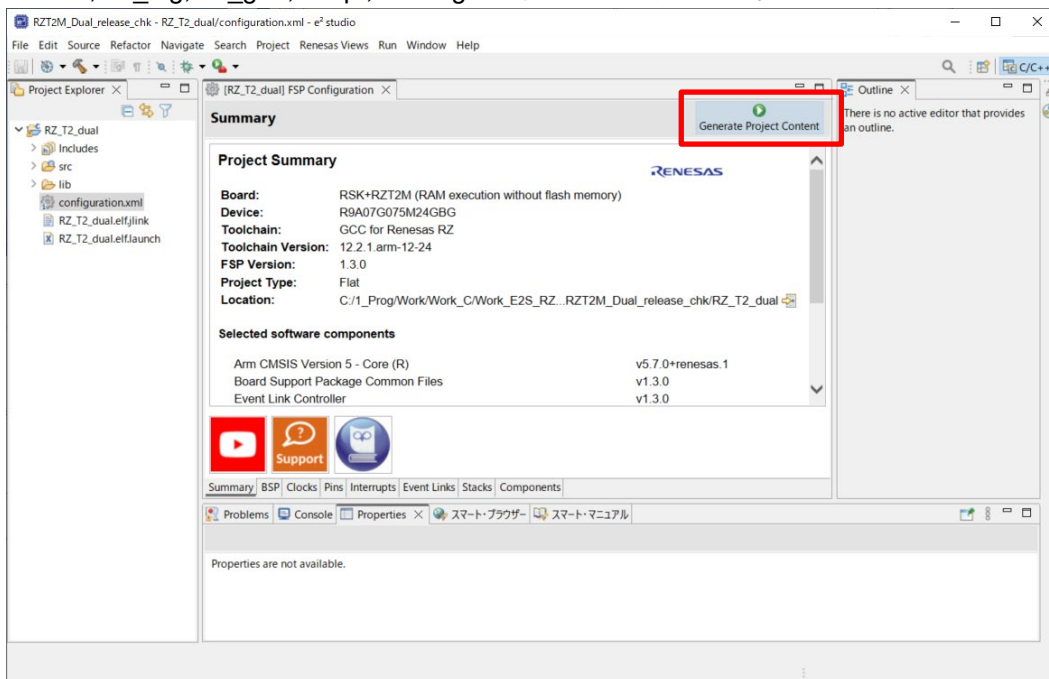 RZT2M_Dual_release_chk - RZ_T2_dual/configuration.xml - e² studio
File Edit Source Refactor Navigate Search Project Renesas Views Run Window Help
C/C++
Project Explorer
[RZ_T2_dual] FSP Configuration
Outline
Summary
Generate Project Content
There is no active editor that provides
an outline.
RZ_T2_dual
Includes
src
lib
configuration.xml
RZ_T2_dual.elf.jlink
RZ_T2_dual.elf.launch
Project Summary
RENESAS
Board: RSK+RZT2M (RAM execution without flash memory)
Device: R9A07G075M24GBG
Toolchain: GCC for Renesas RZ
Toolchain Version: 12.2.1.arm-12-24
FSP Version: 1.3.0
Project Type: Flat
Location: C:/1_Prog/Work/Work_C/Work_E2S_RZ...RZT2M_Dual_release_chk/RZ_T2_dual
Selected software components
Arm CMSIS Version 5 - Core (R) v5.7.0+renesas.1
Board Support Package Common Files v1.3.0
Event Link Controller v1.3.0
Support
Summary BSP Clocks Pins Interrupts Event Links Stacks Components
Problems Console Properties スマート・ブラウザー スマート・マニュアル
Properties are not available.